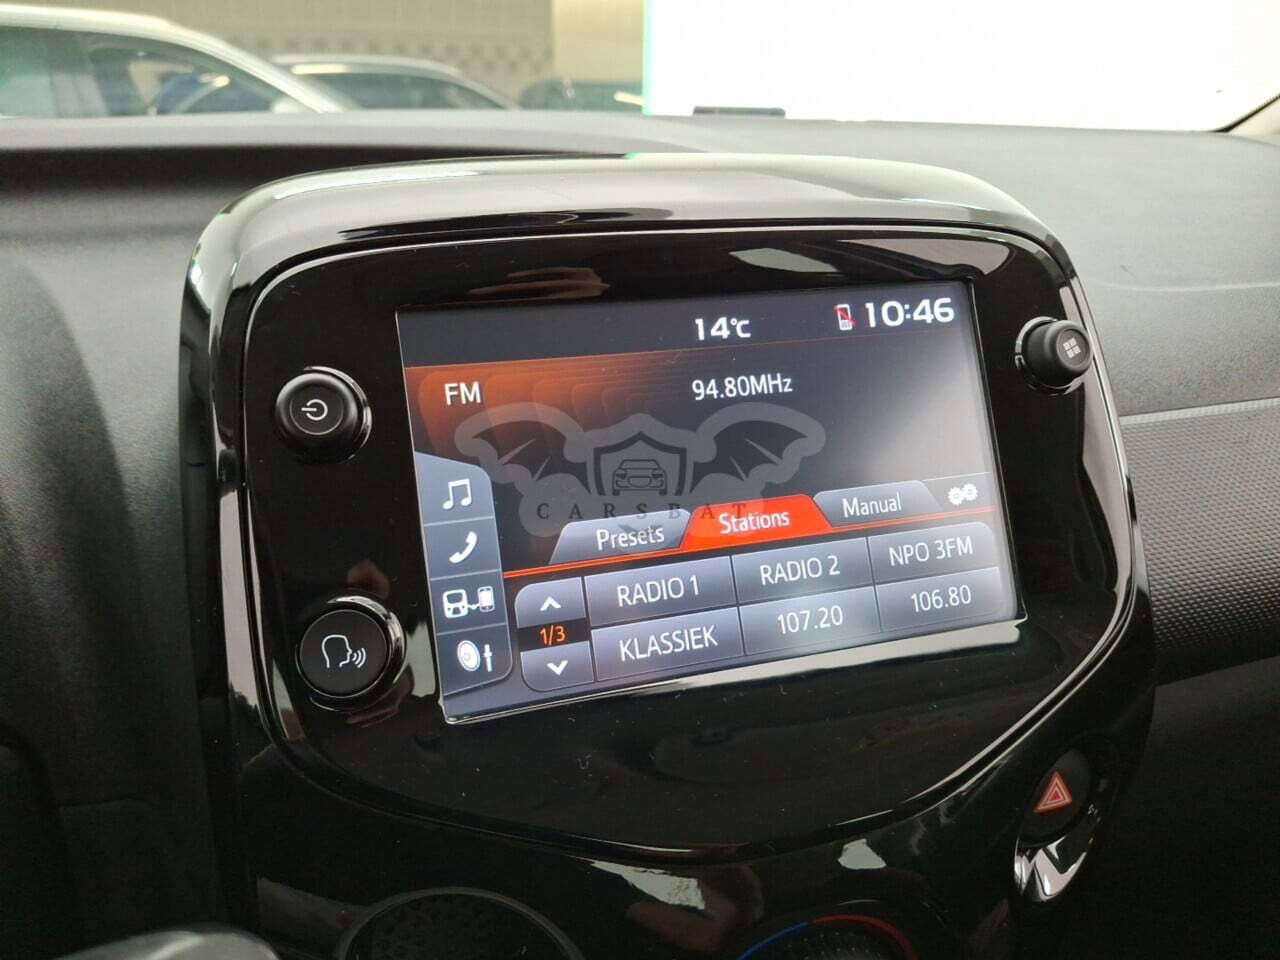 14°C 10:46
FM 94.80MHz
CARSBAT
Presets Stations Manual
RADIO 1 RADIO 2 NPO 3FM
1/3
KLASSIEK 107.20 106.80